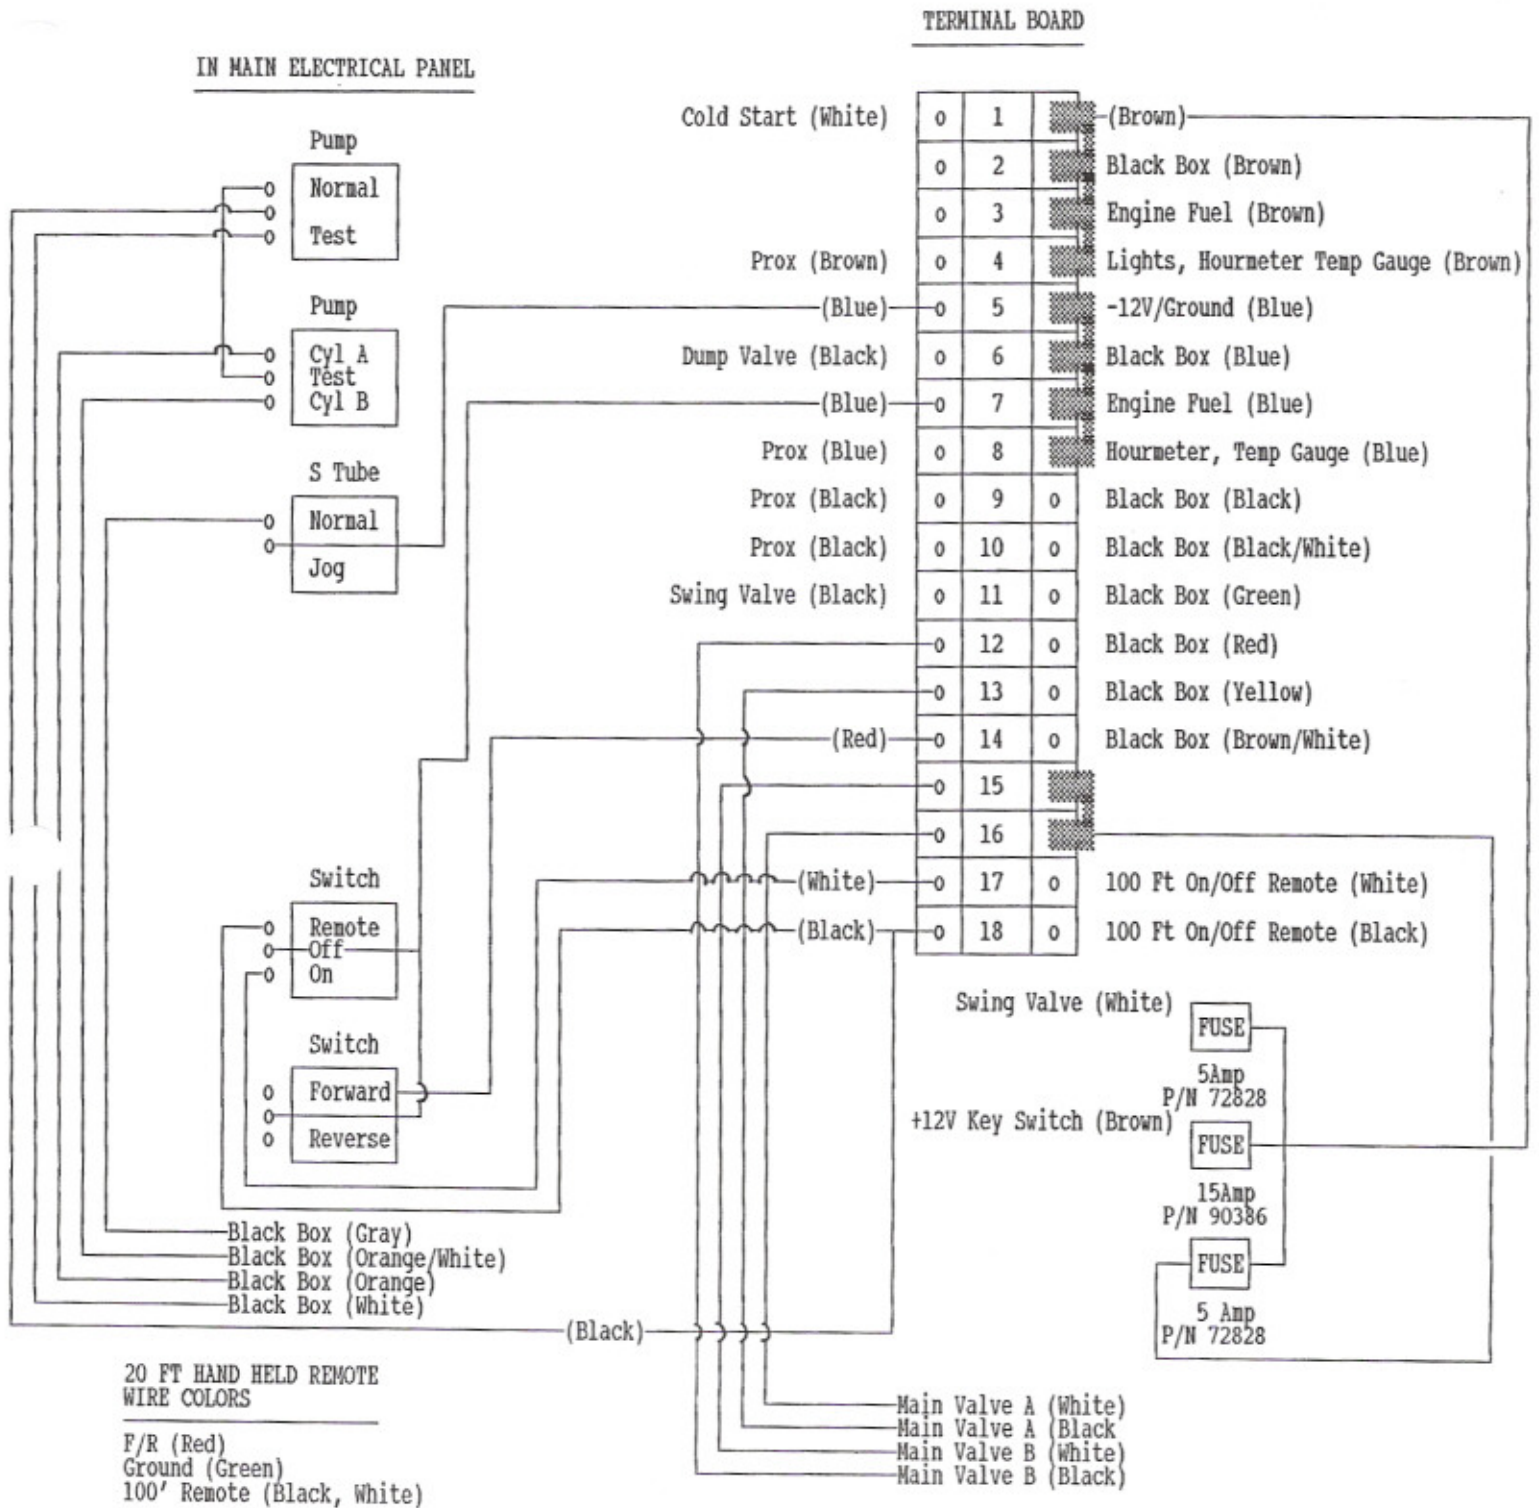 TERMINAL BOARD
IN MAIN ELECTRICAL PANEL
Pump
Normal
Test
Pump
Cyl A
Test
Cyl B
S Tube
Normal
Jog
Switch
Remote
Off
On
Switch
Forward
Reverse
Cold Start (White) 1 (Brown)
2 Black Box (Brown)
3 Engine Fuel (Brown)
Prox (Brown) 4 Lights, Hourmeter Temp Gauge (Brown)
(Blue) 5 -12V/Ground (Blue)
Dump Valve (Black) 6 Black Box (Blue)
(Blue) 7 Engine Fuel (Blue)
Prox (Blue) 8 Hourmeter, Temp Gauge (Blue)
Prox (Black) 9 Black Box (Black)
Prox (Black) 10 Black Box (Black/White)
Swing Valve (Black) 11 Black Box (Green)
12 Black Box (Red)
13 Black Box (Yellow)
(Red) 14 Black Box (Brown/White)
15
16
(White) 17 100 Ft On/Off Remote (White)
(Black) 18 100 Ft On/Off Remote (Black)
Swing Valve (White)
FUSE
5Amp
P/N 72828
+12V Key Switch (Brown)
FUSE
15Amp
P/N 90386
FUSE
5 Amp
P/N 72828
Black Box (Gray)
Black Box (Orange/White)
Black Box (Orange)
Black Box (White)
(Black)
20 FT HAND HELD REMOTE
WIRE COLORS
F/R (Red)
Ground (Green)
100' Remote (Black, White)
Main Valve A (White)
Main Valve A (Black
Main Valve B (White)
Main Valve B (Black)